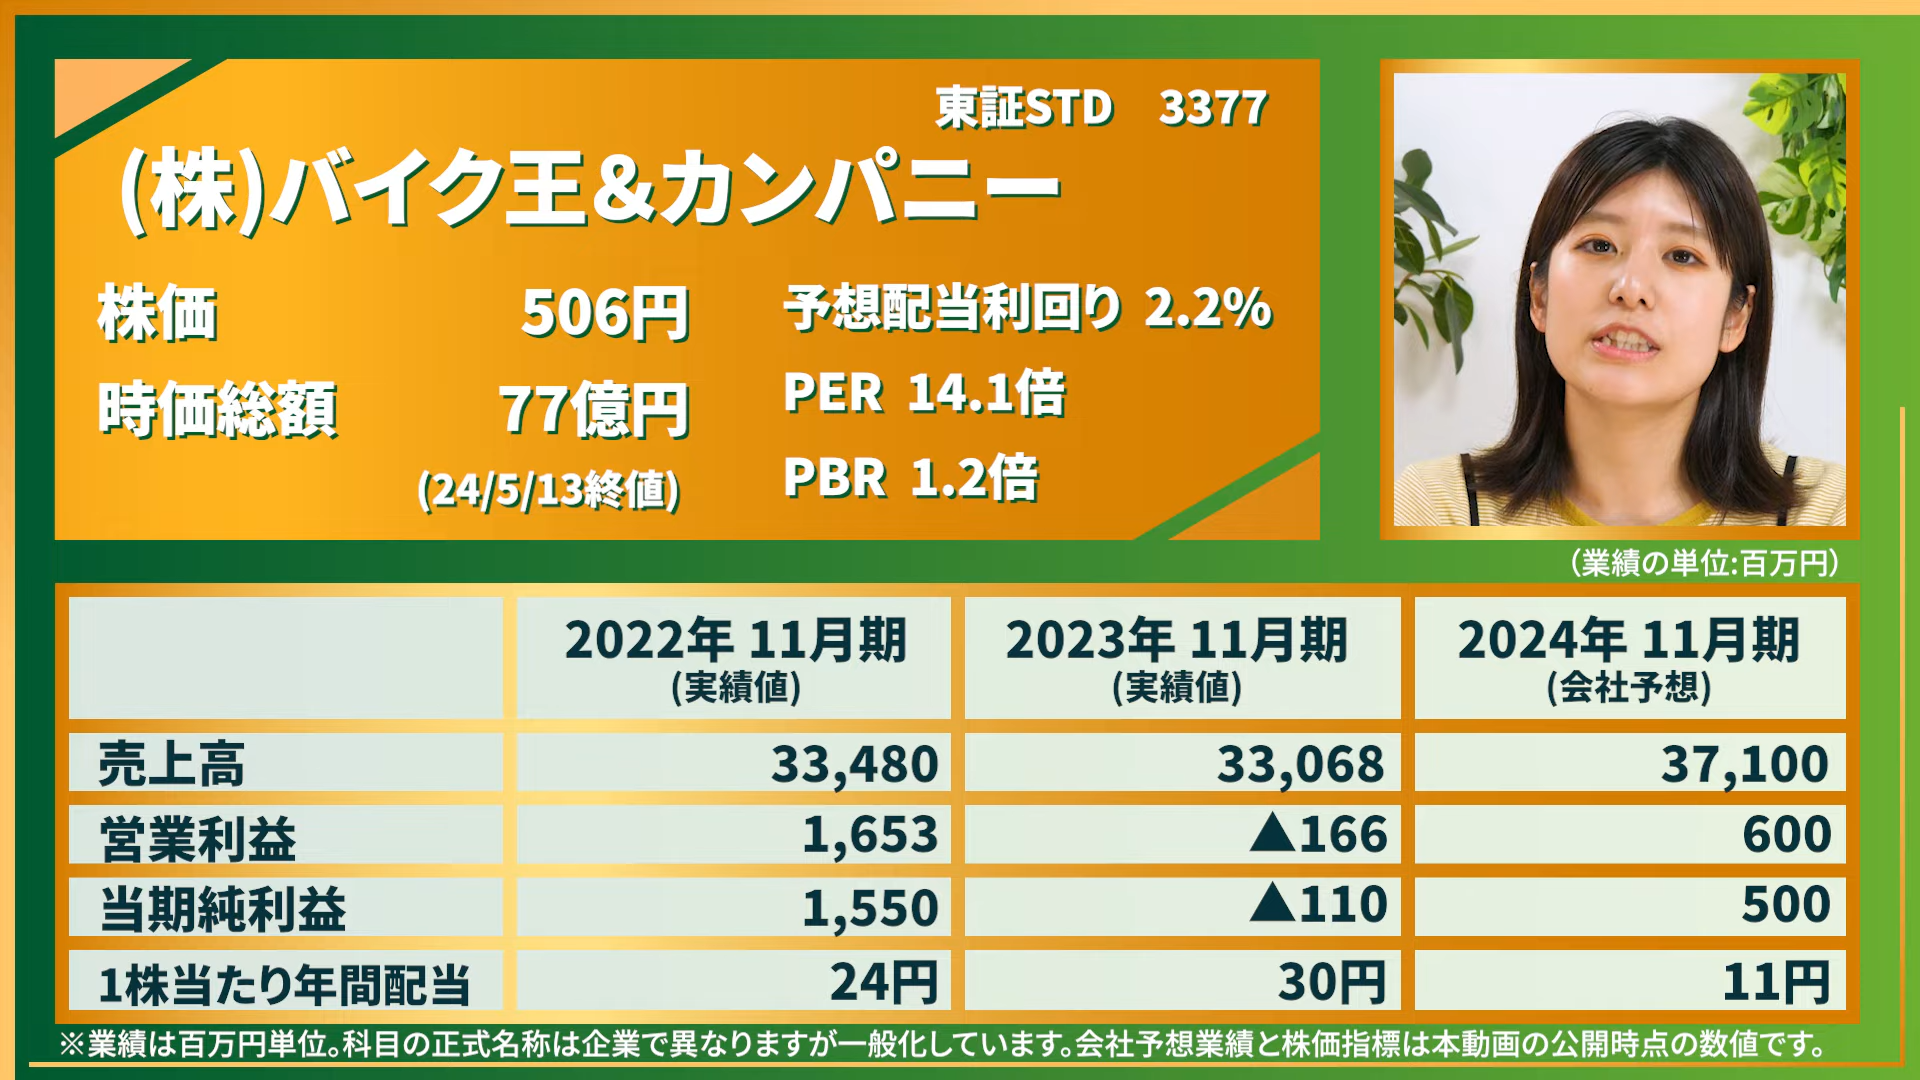 東証STD 3377
(株)バイク王&カンパニー
株価 506円
時価総額 77億円
(24/5/13終値)
予想配当利回り 2.2%
PER 14.1倍
PBR 1.2倍
(業績の単位:百万円)
2022年 11月期 2023年 11月期 2024年 11月期
(実績値) (実績値) (会社予想)
売上高 33,480 33,068 37,100
営業利益 1,653 ▲166 600
当期純利益 1,550 ▲110 500
1株当たり年間配当 24円 30円 11円
※業績は百万円単位。科目の正式名称は企業で異なりますが一般化しています。会社予想業績と株価指標は本動画の公開時点の数値です。